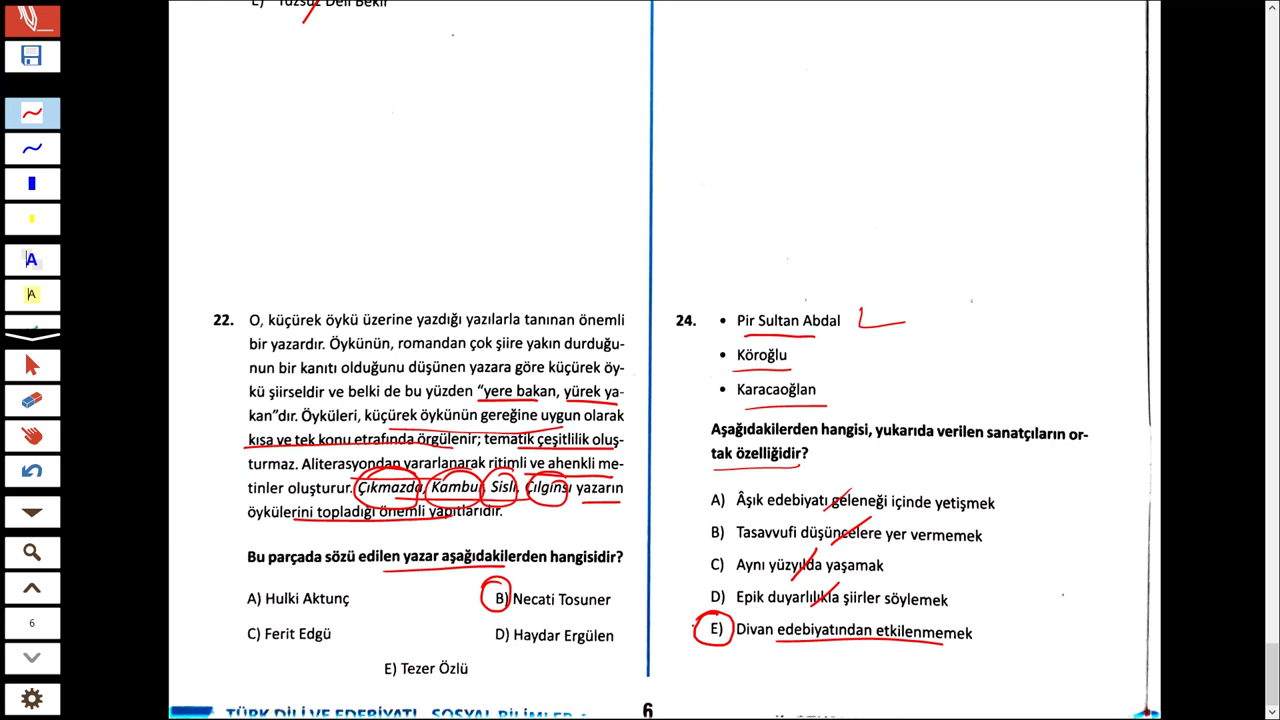 E) Yüzsüz Deli Bekir
22. O, küçürek öykü üzerine yazdığı yazılarla tanınan önemli
bir yazardır. Öykünün, romandan çok şiire yakın durduğu-
nun bir kanıtı olduğunu düşünen yazara göre küçürek öy-
kü şiirseldir ve belki de bu yüzden “yere bakan, yürek ya-
kan”dır. Öyküleri, küçürek öykünün gereğine uygun olarak
kısa ve tek konu etrafında örgülenir; tematik çeşitlilik oluş-
turmaz. Aliterasyondan yararlanarak ritimli ve ahenkli me-
tinler oluşturur. Çıkmazda, Kambur, Sisli, Çılgınsı yazarın
öykülerini topladığı önemli yapıtlarıdır.
Bu parçada sözü edilen yazar aşağıdakilerden hangisidir?
A) Hulki Aktunç
B) Necati Tosuner
C) Ferit Edgü
D) Haydar Ergülen
E) Tezer Özlü
24. • Pir Sultan Abdal
• Köroğlu
• Karacaoğlan
Aşağıdakilerden hangisi, yukarıda verilen sanatçıların or-
tak özelliğidir?
A) Âşık edebiyatı geleneği içinde yetişmek
B) Tasavvufi düşüncelere yer vermemek
C) Aynı yüzyılda yaşamak
D) Epik duyarlılıkla şiirler söylemek
E) Divan edebiyatından etkilenmemek
TÜRK DİLİ VE EDEBİYATI - SOSYAL BİLİMLER
6
A
A
6